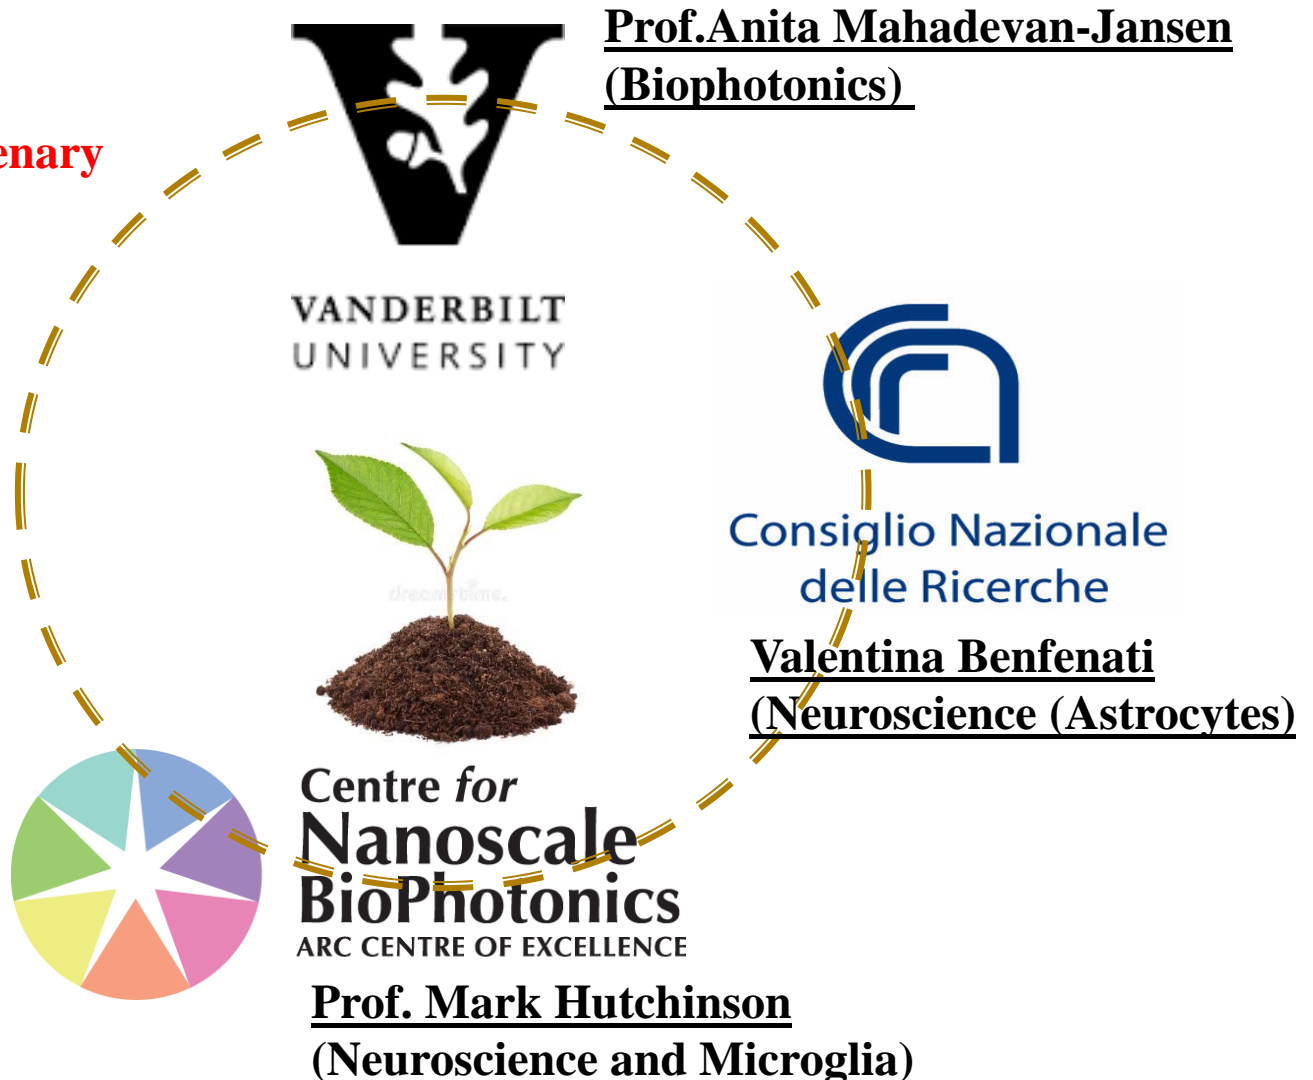 Prof.Anita Mahadevan-Jansen
(Biophotonics)
enary
VANDERBILT
UNIVERSITY
Consiglio Nazionale
delle Ricerche
dreamstime.
Valentina Benfenati
(Neuroscience (Astrocytes)
Centre for
Nanoscale
BioPhotonics
ARC CENTRE OF EXCELLENCE
Prof. Mark Hutchinson
(Neuroscience and Microglia)